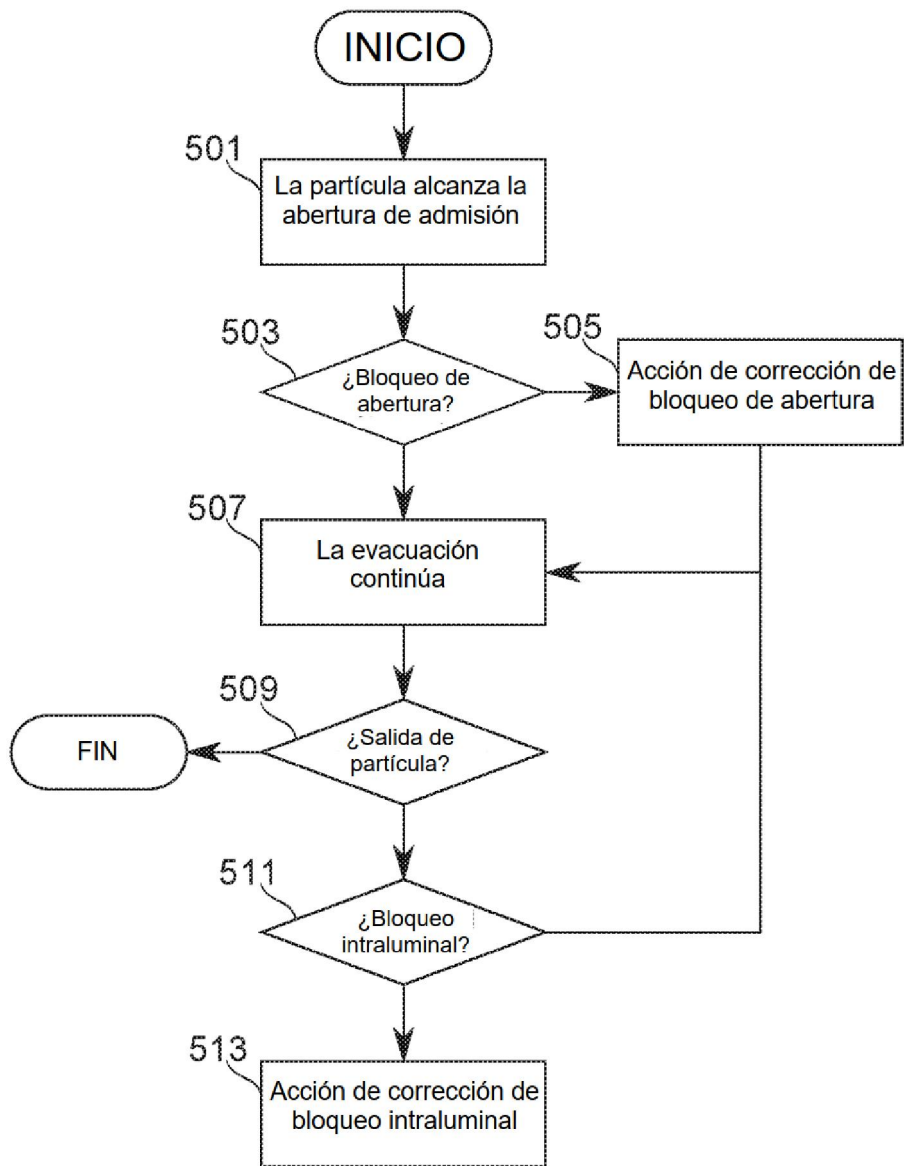 INICIO
501
La partícula alcanza la
abertura de admisión
503
¿Bloqueo de
abertura?
505
Acción de corrección de
bloqueo de abertura
507
La evacuación
continúa
509
¿Salida de
partícula?
FIN
511
¿Bloqueo
intraluminal?
513
Acción de corrección de
bloqueo intraluminal